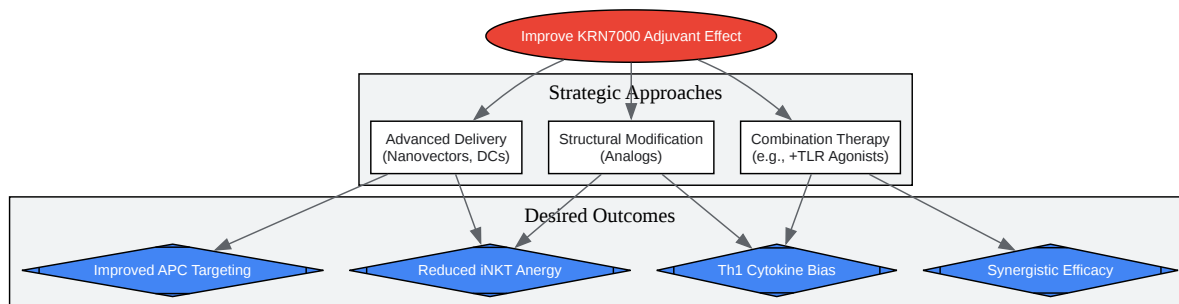 Improve KRN7000 Adjuvant Effect
Strategic Approaches
Advanced Delivery
(Nanovectors, DCs)
Structural Modification
(Analogs)
Combination Therapy
(e.g., +TLR Agonists)
Desired Outcomes
Improved APC Targeting
Reduced iNKT Anergy
Th1 Cytokine Bias
Synergistic Efficacy